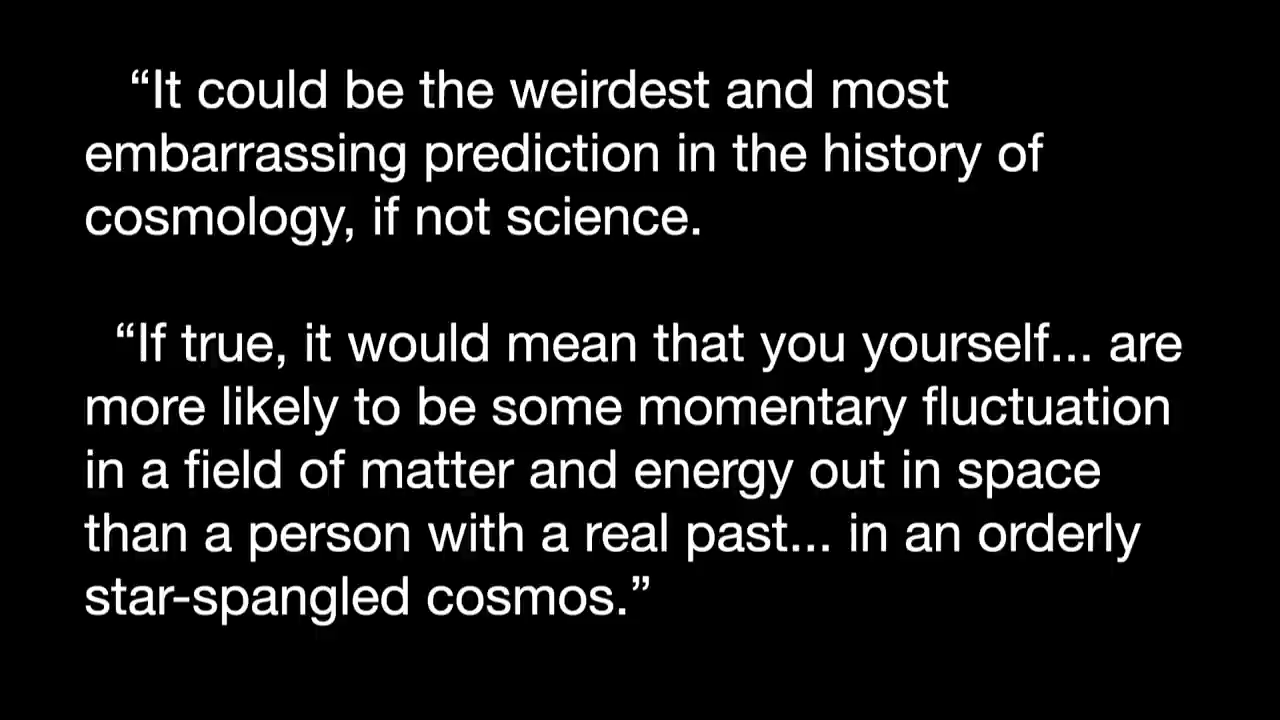 “It could be the weirdest and most
embarrassing prediction in the history of
cosmology, if not science.
“If true, it would mean that you yourself... are
more likely to be some momentary fluctuation
in a field of matter and energy out in space
than a person with a real past... in an orderly
star-spangled cosmos.”